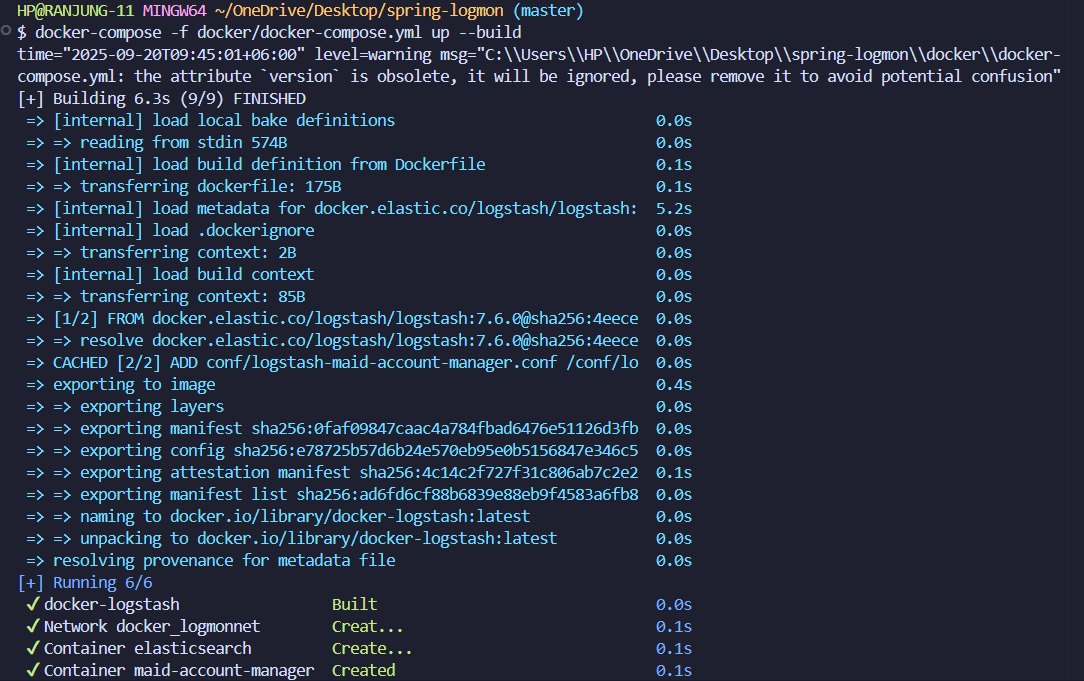 HP@RANJUNG-11 MINGW64 ~/OneDrive/Desktop/spring-logmon (master)
$ docker-compose -f docker/docker-compose.yml up --build
time="2025-09-20T09:45:01+06:00" level=warning msg="C:\\Users\\HP\\OneDrive\\Desktop\\spring-logmon\\docker\\docker-
compose.yml: the attribute `version` is obsolete, it will be ignored, please remove it to avoid potential confusion"
[+] Building 6.3s (9/9) FINISHED
=> [internal] load local bake definitions 0.0s
=> => reading from stdin 574B 0.0s
=> [internal] load build definition from Dockerfile 0.1s
=> => transferring dockerfile: 175B 0.1s
=> [internal] load metadata for docker.elastic.co/logstash/logstash: 5.2s
=> [internal] load .dockerignore 0.0s
=> => transferring context: 2B 0.0s
=> [internal] load build context 0.0s
=> => transferring context: 85B 0.0s
=> [1/2] FROM docker.elastic.co/logstash/logstash:7.6.0@sha256:4eece 0.0s
=> => resolve docker.elastic.co/logstash/logstash:7.6.0@sha256:4eece 0.0s
=> CACHED [2/2] ADD conf/logstash-maid-account-manager.conf /conf/lo 0.0s
=> exporting to image 0.4s
=> => exporting layers 0.0s
=> => exporting manifest sha256:0faf09847caac4a784fbad6476e51126d3fb 0.0s
=> => exporting config sha256:e78725b57d6b24e570eb95e0b5156847e346c5 0.0s
=> => exporting attestation manifest sha256:4c14c2f727f31c806ab7c2e2 0.1s
=> => exporting manifest list sha256:ad6fd6cf88b6839e88eb9f4583a6fb8 0.0s
=> => naming to docker.io/library/docker-logstash:latest 0.0s
=> => unpacking to docker.io/library/docker-logstash:latest 0.0s
=> resolving provenance for metadata file 0.0s
[+] Running 6/6
✔ docker-logstash Built 0.0s
✔ Network docker_logmonnet Creat... 0.1s
✔ Container elasticsearch Create... 0.1s
✔ Container maid-account-manager Created 0.1s